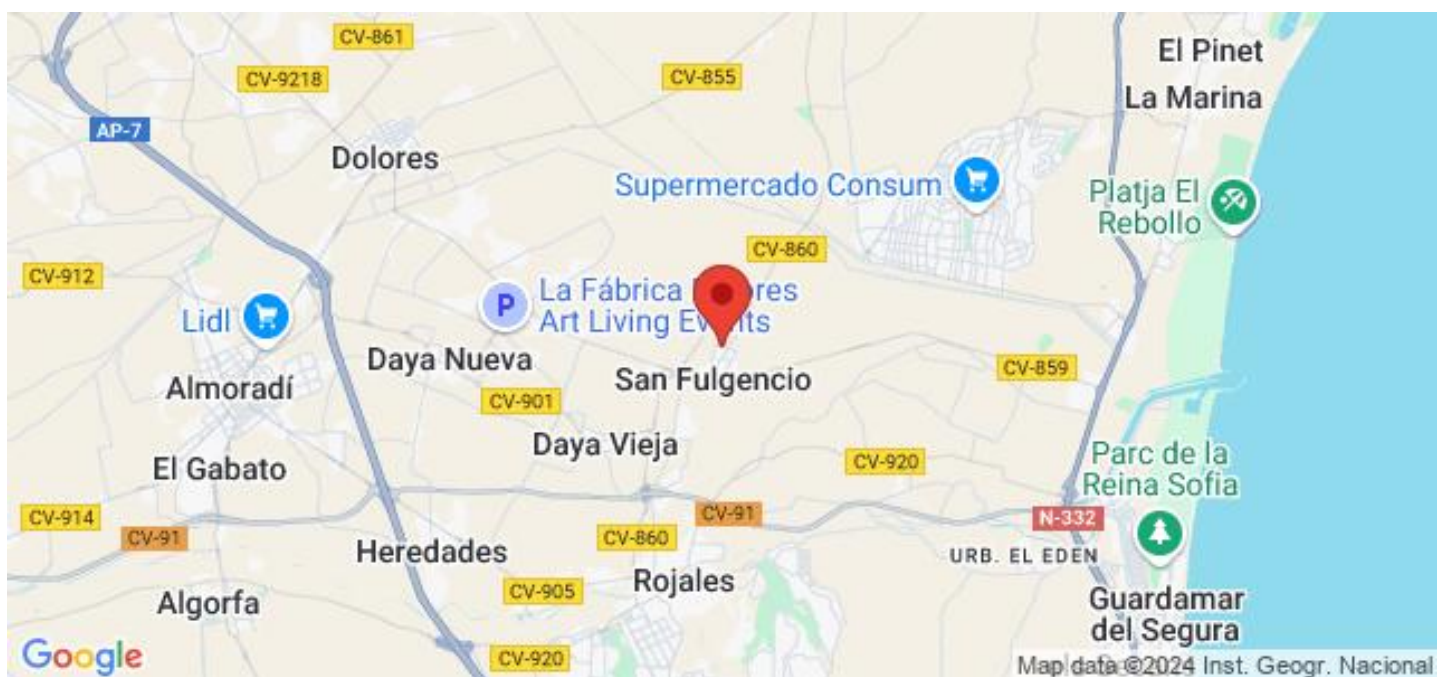 CV-861
El Pinet
CV-9218
CV-855
La Marina
AP-7
Dolores
Supermercado Consum
Platja El
Rebollo
CV-860
CV-912
La Fábrica
Art Living
Lidl
Daya Nueva
CV-859
San Fulgencio
Almoradí
CV-901
Daya Vieja
El Gabato
CV-920
Parc de la
Reina Sofia
CV-914
CV-91
CV-91
N-332
CV-860
Heredades
URB. EL EDEN
Rojales
CV-905
Algorfa
Guardamar
del Segura
Google
CV-920
Map data ©2024 Inst. Geogr. Nacional